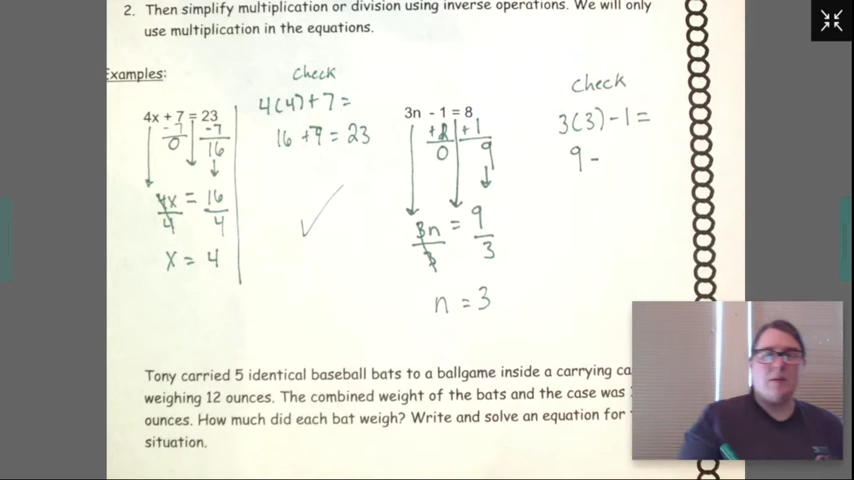 2. Then simplify multiplication or division using inverse operations. We will only
use multiplication in the equations.
Examples:
check
4(4)+7=
16+7=23
4x + 7 = 23
-7 -7
0 16
4x = 16
4 4
x = 4
3n - 1 = 8
+1 +1
0 9
3n = 9
3 3
n = 3
check
3(3)-1=
9-
Tony carried 5 identical baseball bats to a ballgame inside a carrying
weighing 12 ounces. The combined weight of the bats and the case was
ounces. How much did each bat weigh? Write and solve an equation for
situation.